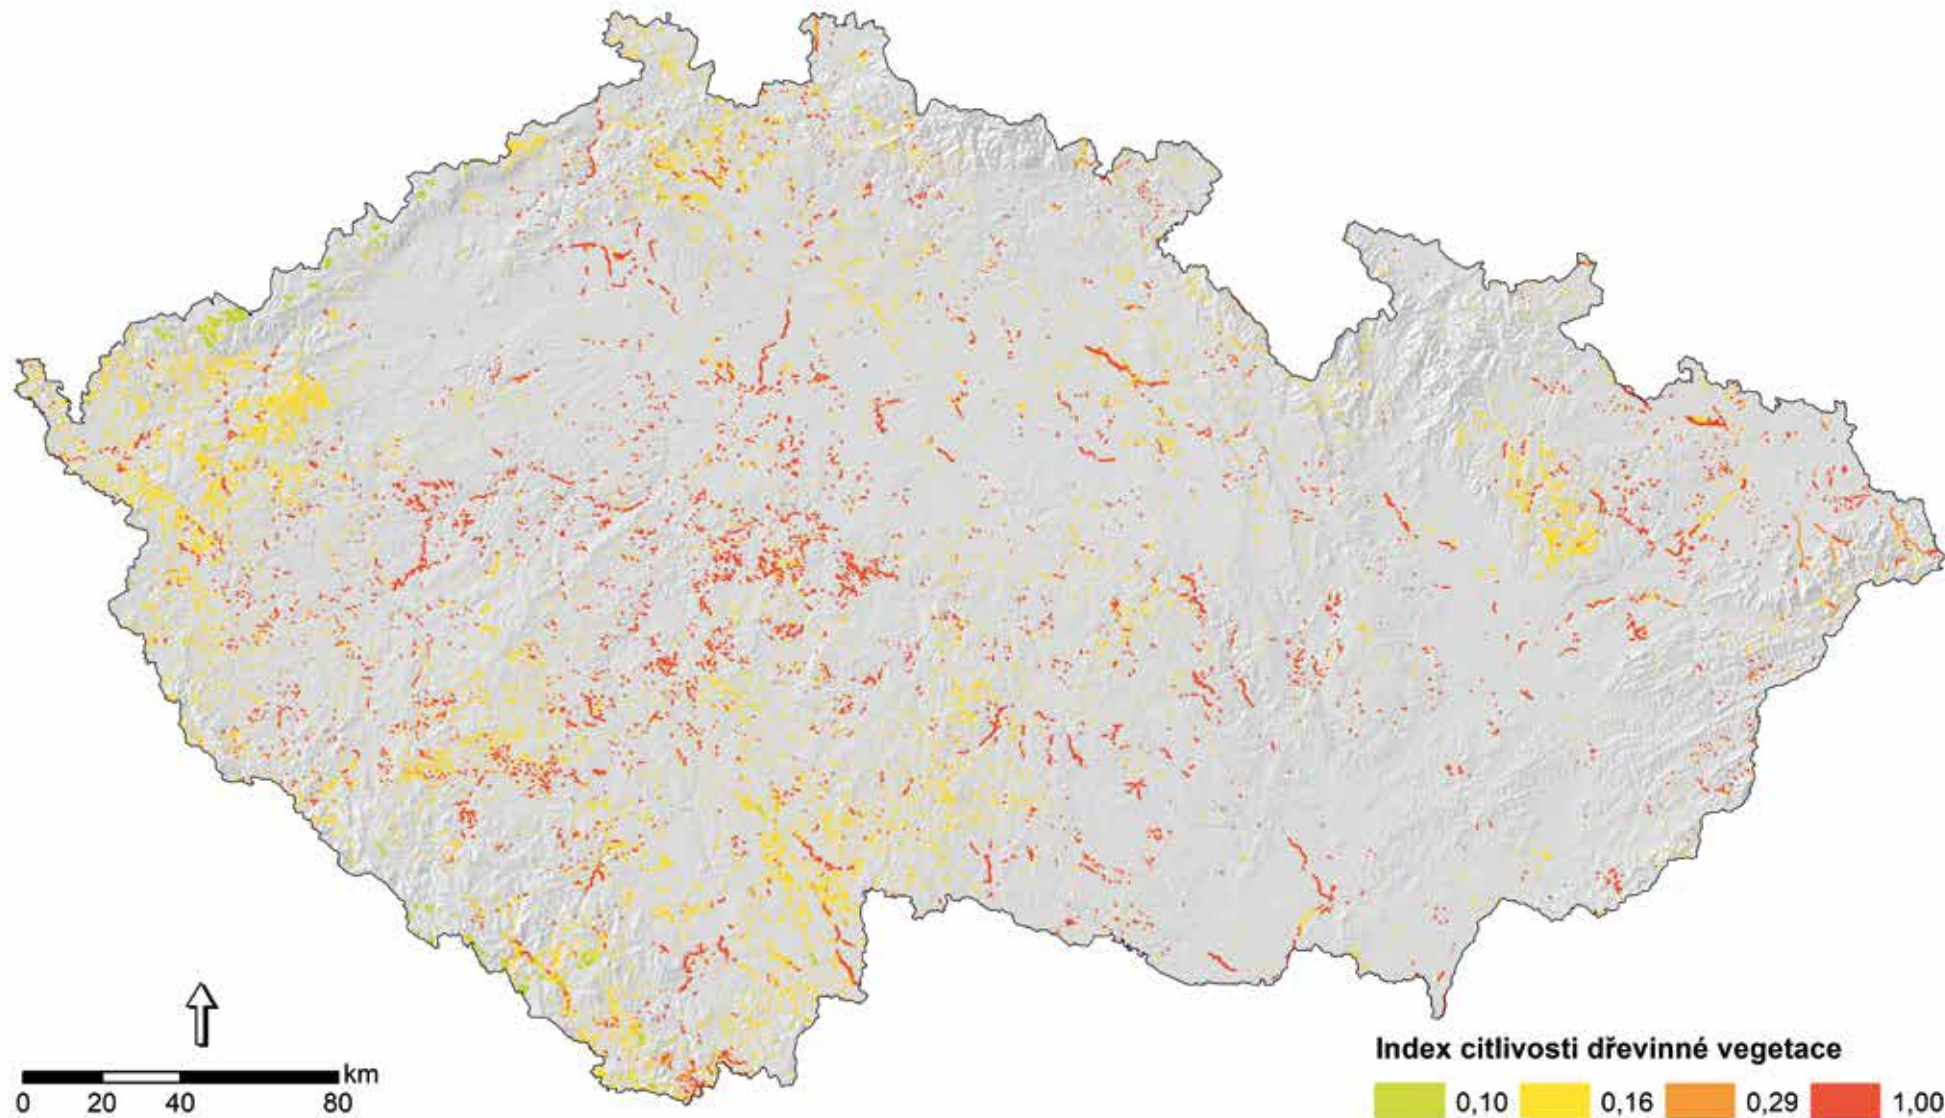 km
0 20 40 80
Index citlivosti dřevinné vegetace
0,10 0,16 0,29 1,00